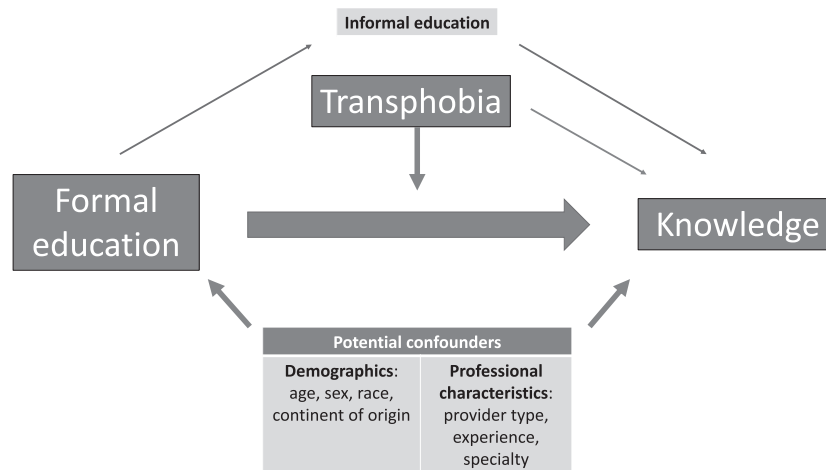 Informal education
Transphobia
Formal
education
Knowledge
Potential confounders
Demographics:
age, sex, race,
continent of origin
Professional
characteristics:
provider type,
experience,
specialty